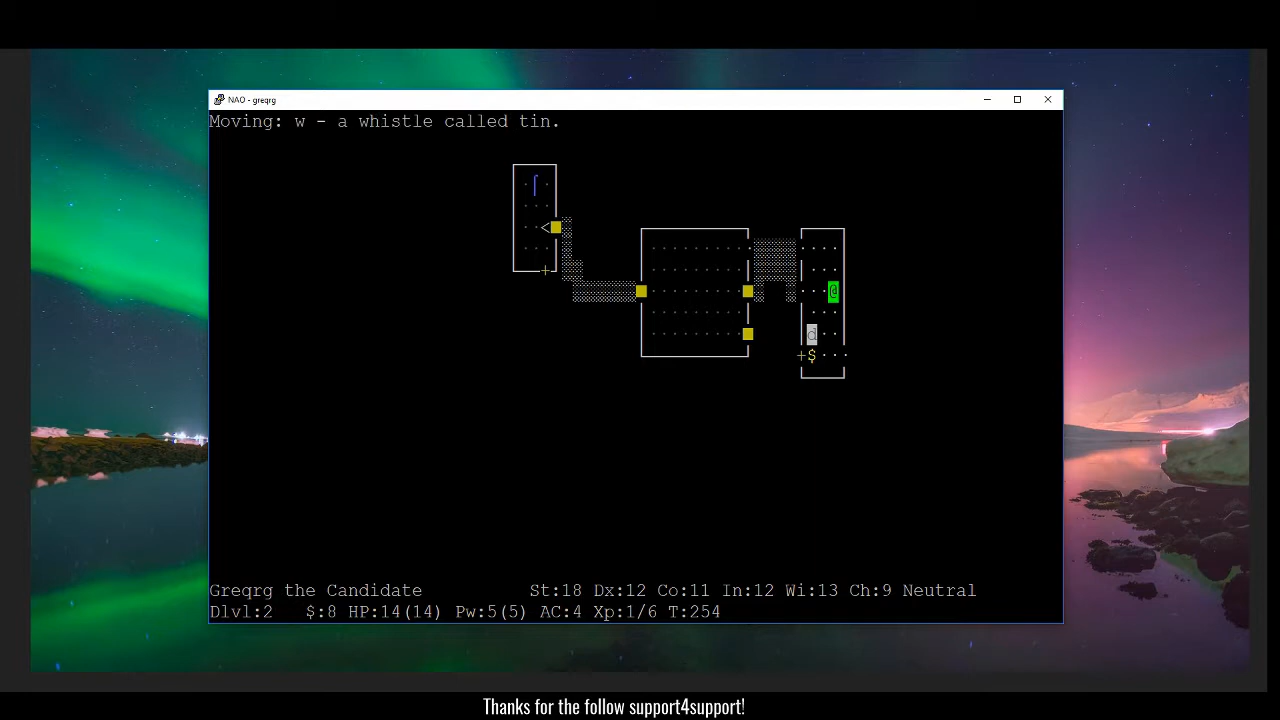 NAO - greqrg
Moving: w - a whistle called tin.
Greqrg the Candidate St:18 Dx:12 Co:11 In:12 Wi:13 Ch:9 Neutral
Dlvl:2 $:8 HP:14(14) Pw:5(5) AC:4 Xp:1/6 T:254
Thanks for the follow support4support!